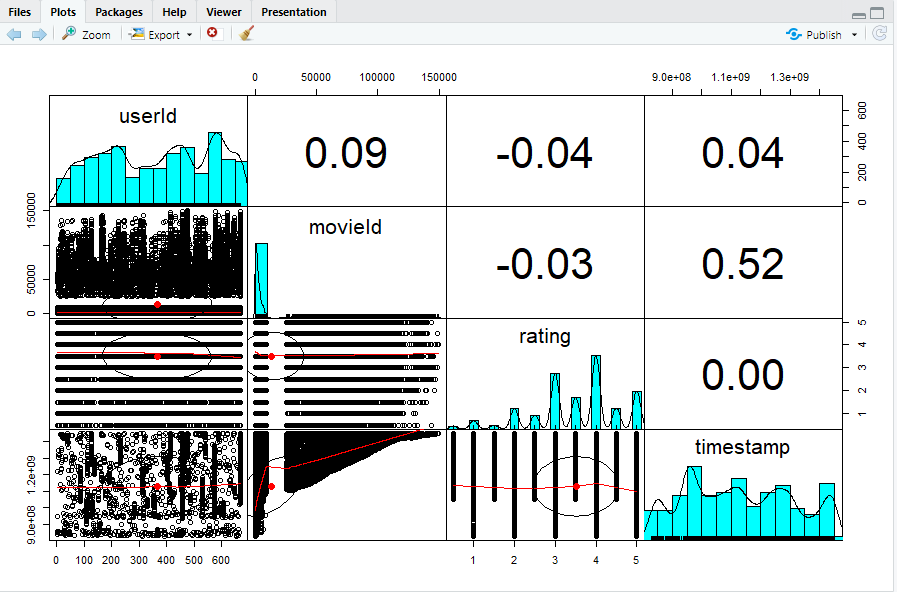 Files Plots Packages Help Viewer Presentation
Zoom Export Publish
0 50000 100000 150000 9.0e+08 1.1e+09 1.3e+09
userId 0.09 -0.04 0.04
0 200 400 600
movieId -0.03 0.52
0 50000 150000
rating 0.00
1 2 3 4 5
timestamp
9.0e+08 1.2e+09
0 100 200 300 400 500 600 1 2 3 4 5